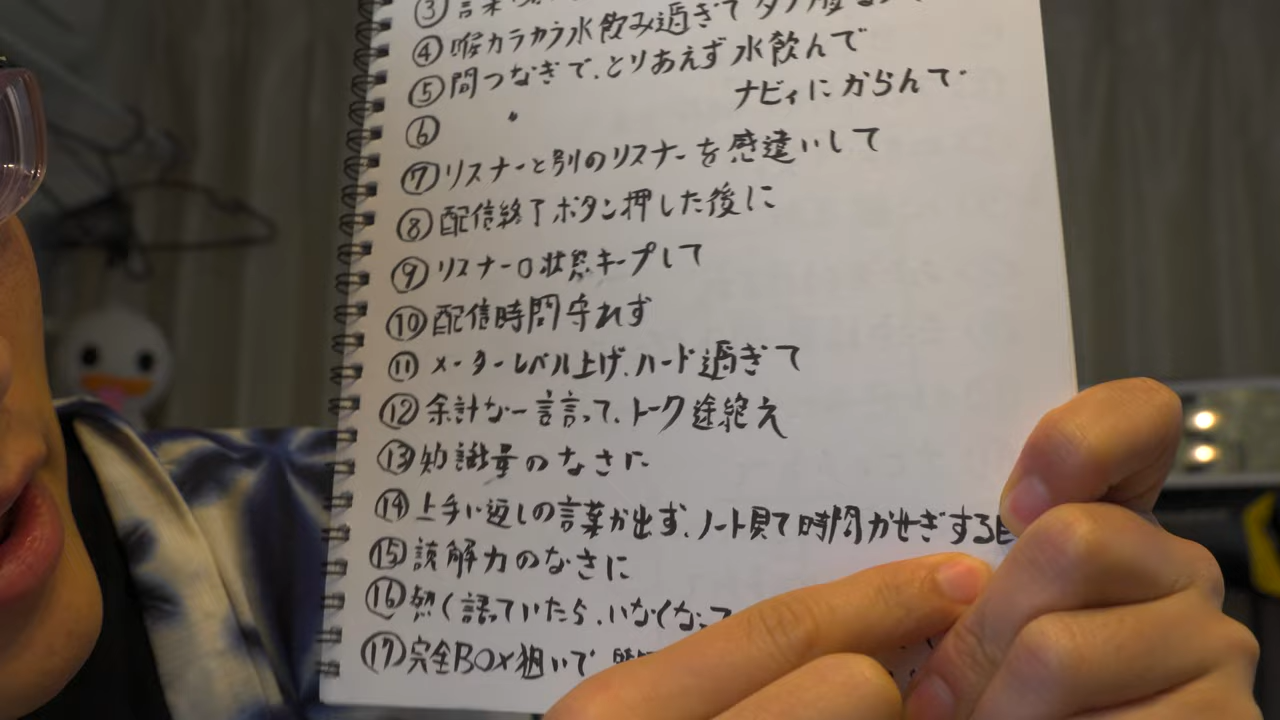 ③言葉
④喉カラカラ水飲み過ぎて
⑤間つなぎで、とりあえず水飲んで
ナビィにからんで
⑥
⑦リスナーと別のリスナーを感違いして
⑧配信終了ボタン押した後に
⑨リスナー0状態キープして
⑩配信時間守れず
⑪メーターレベル上げ、ハード過ぎて
⑫余計な一言言って、トーク途絶え
⑬知識量のなさに
⑭上手い返しの言葉が出ず、ノート見て時間かせぎする
⑮読解力のなさに
⑯熱く語っていたら、いなくなって
⑰完全BOX狙いで